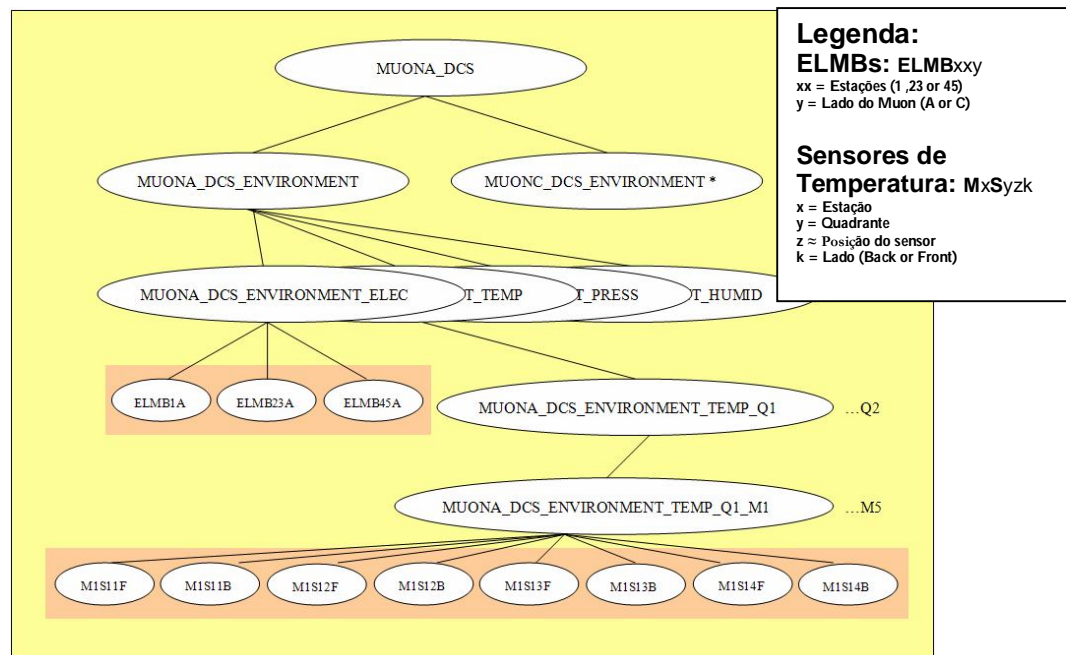 MUONA_DCS
MUONA_DCS_ENVIRONMENT
MUONC_DCS_ENVIRONMENT *
MUONA_DCS_ENVIRONMENT_ELEC
T_TEMP
T_PRESS
T_HUMID
ELMB1A
ELMB23A
ELMB45A
MUONA_DCS_ENVIRONMENT_TEMP_Q1
...Q2
MUONA_DCS_ENVIRONMENT_TEMP_Q1_M1
...M5
M1S11F
M1S11B
M1S12F
M1S12B
M1S13F
M1S13B
M1S14F
M1S14B
Legenda:
ELMBs: ELMBxxy
xx = Estações (1 ,23 or 45)
y = Lado do Muon (A or C)
Sensores de
Temperatura: MxSyzk
x = Estação
y = Quadrante
z ≈ Posição do sensor
k = Lado (Back or Front)